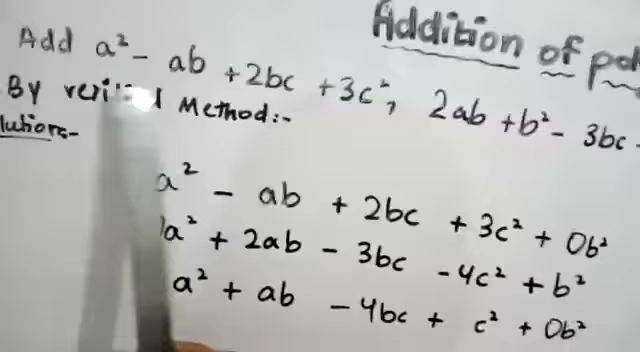 Addition of pol
Add a² - ab + 2bc + 3c², 2ab + b² - 3bc -
By Method:-
lution:-
a² - ab + 2bc + 3c² + 0b²
a² + 2ab - 3bc - 4c² + b²
a² + ab - 4bc + c² + 0b²